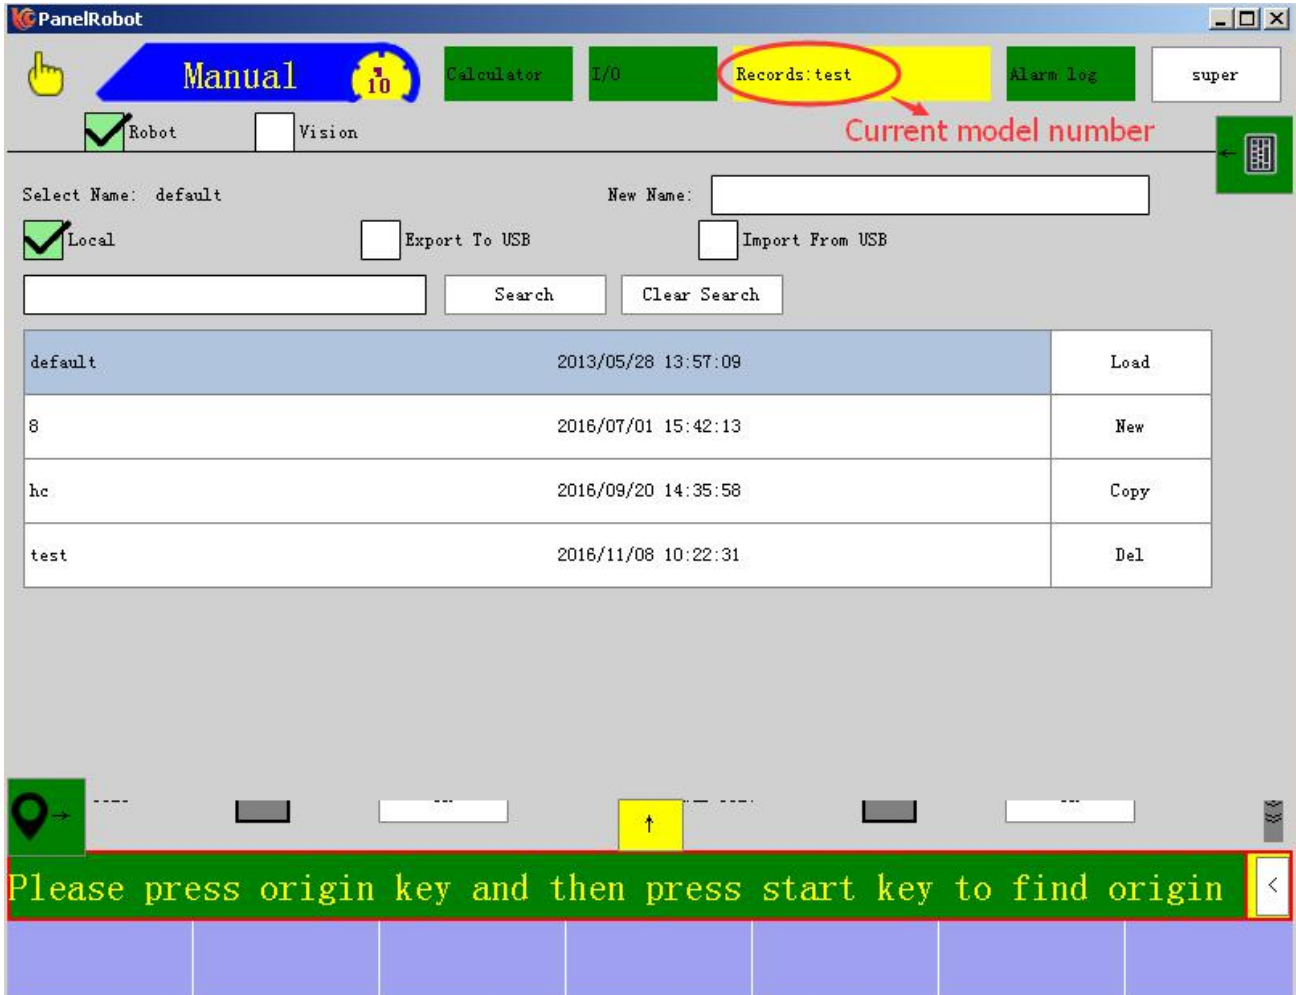 PanelRobot
Manual
10
Calculator
I/O
Records:test
Alarm log
super
Current model number
Robot
Vision
Select Name: default
New Name:
Local
Export To USB
Import From USB
Search
Clear Search
default 2013/05/28 13:57:09 Load
8 2016/07/01 15:42:13 New
hc 2016/09/20 14:35:58 Copy
test 2016/11/08 10:22:31 Del
Please press origin key and then press start key to find origin